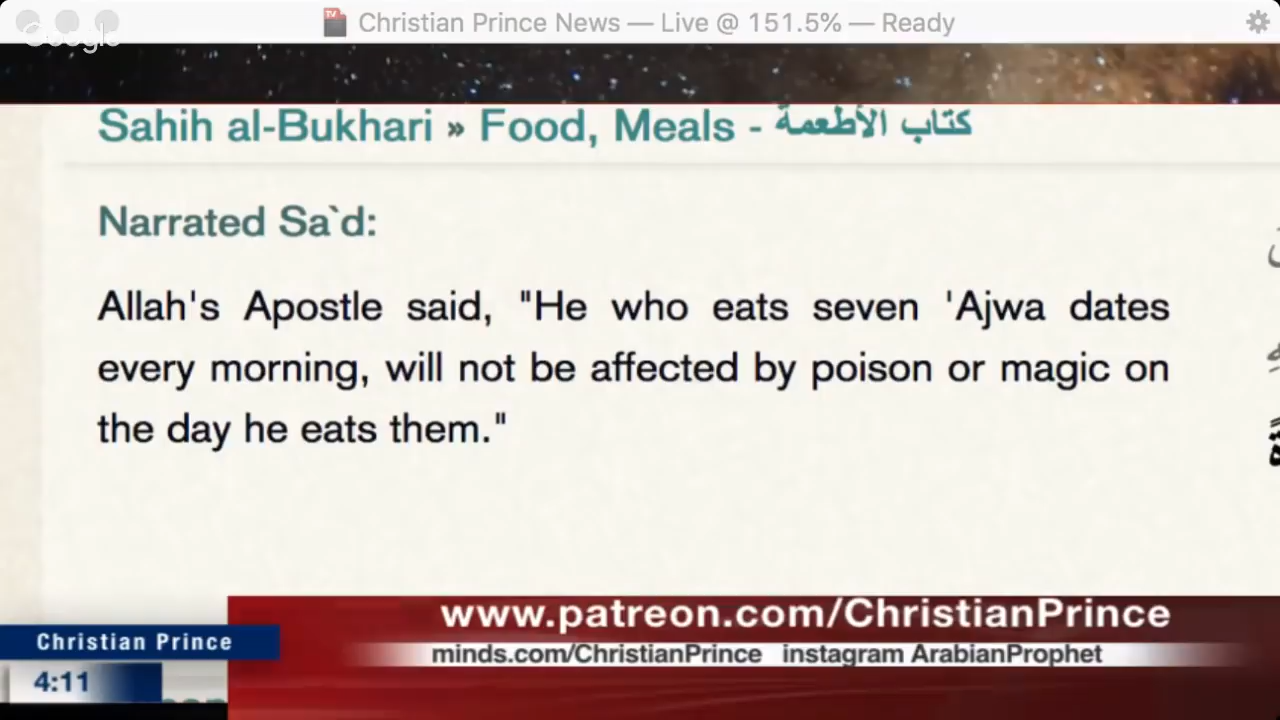 Christian Prince News — Live @ 151.5% — Ready
Google
Sahih al-Bukhari » Food, Meals - كتاب الأطعمة
Narrated Sa`d:
Allah's Apostle said, "He who eats seven 'Ajwa dates
every morning, will not be affected by poison or magic on
the day he eats them."
www.patreon.com/ChristianPrince
Christian Prince
minds.com/ChristianPrince instagram ArabianProphet
4:11